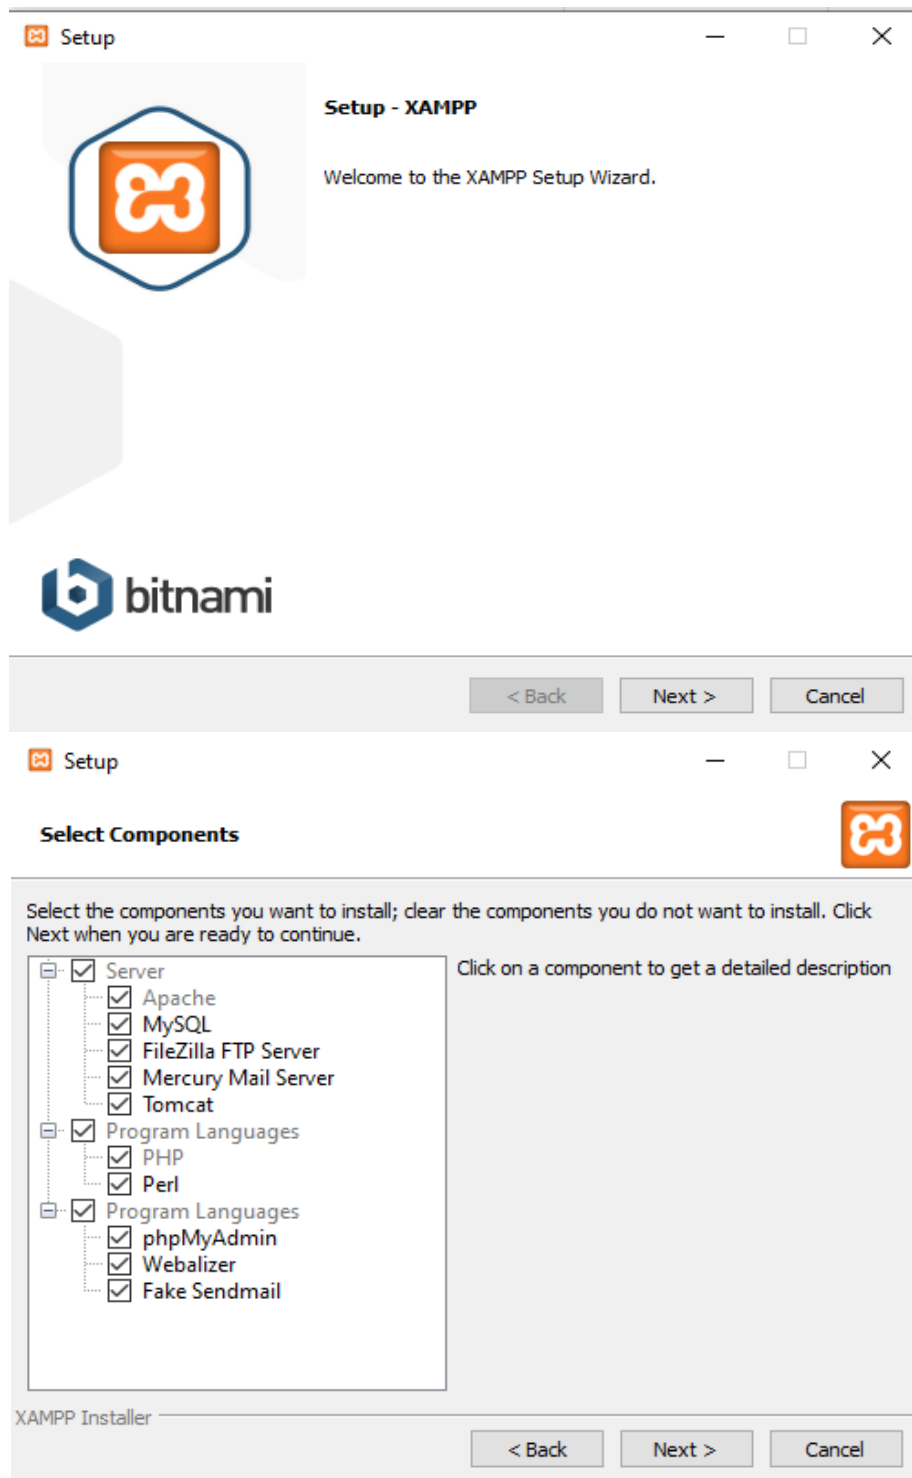 Setup
Setup - XAMPP
Welcome to the XAMPP Setup Wizard.
bitnami
< Back
Next >
Cancel
Setup
Select Components
Select the components you want to install; clear the components you do not want to install. Click
Next when you are ready to continue.
Server
Apache
MySQL
FileZilla FTP Server
Mercury Mail Server
Tomcat
Program Languages
PHP
Perl
Program Languages
phpMyAdmin
Webalizer
Fake Sendmail
Click on a component to get a detailed description
XAMPP Installer
< Back
Next >
Cancel